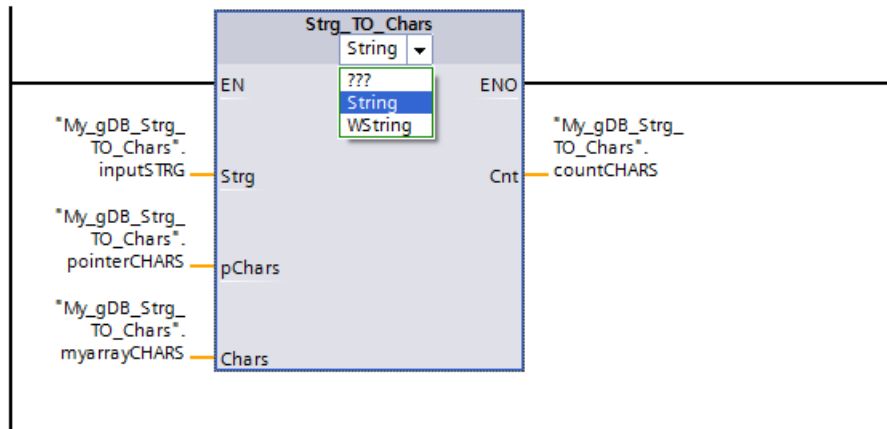 Strg_TO_Chars
String
EN
???
ENO
String
WString
"My_gDB_Strg_
TO_Chars".
inputSTRG
Strg
Cnt
"My_gDB_Strg_
TO_Chars".
countCHARS
"My_gDB_Strg_
TO_Chars".
pointerCHARS
pChars
"My_gDB_Strg_
TO_Chars".
myarrayCHARS
Chars